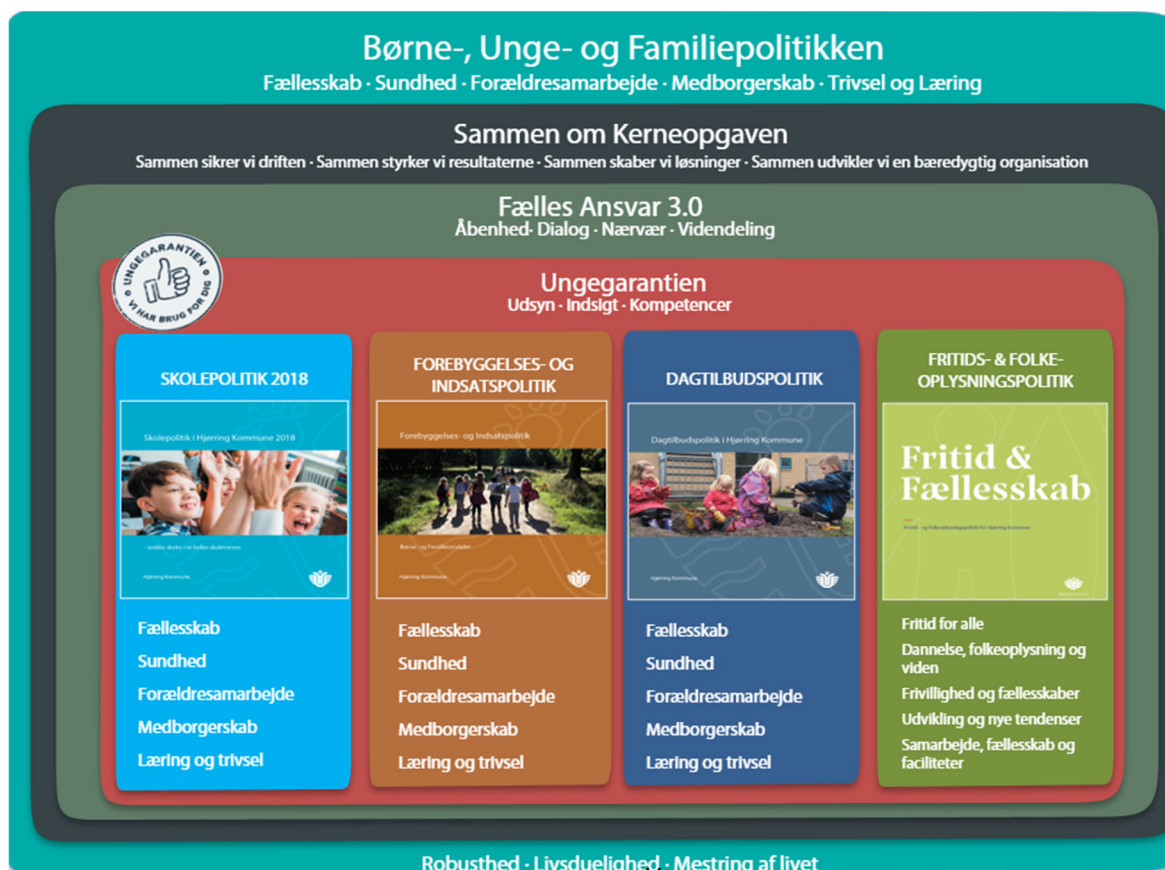 Børne-, Unge- og Familiepolitikken
Fællesskab · Sundhed · Forældresamarbejde · Medborgerskab · Trivsel og Læring
Sammen om Kerneopgaven
Sammen sikrer vi driften · Sammen styrker vi resultaterne · Sammen skaber vi løsninger · Sammen udvikler vi en bæredygtig organisation
Fælles Ansvar 3.0
Åbenhed· Dialog · Nærvær · Videndeling
UNGEGARANTIEN
VI HAR BRUG FOR DIG
Ungegarantien
Udsyn · Indsigt · Kompetencer
SKOLEPOLITIK 2018
Skolepolitik i Hjørring Kommune 2018
Hjørring Kommune
Fællesskab
Sundhed
Forældresamarbejde
Medborgerskab
Læring og trivsel
FOREBYGGELSES- OG
INDSATSPOLITIK
Forebyggelses- og Indsatspolitik
Børne- og Familieområdet
Hjørring Kommune
Fællesskab
Sundhed
Forældresamarbejde
Medborgerskab
Læring og trivsel
DAGTILBUDSPOLITIK
Dagtilbudspolitik i Hjørring Kommune
Hjørring Kommune
Fællesskab
Sundhed
Forældresamarbejde
Medborgerskab
Læring og trivsel
FRITIDS- & FOLKE-
OPLYSNINGSPOLITIK
Fritid &
Fællesskab
Fritids- og folkeoplysningspolitik for Hjørring Kommune
Fritid for alle
Dannelse, folkeoplysning og
viden
Frivillighed og fællesskaber
Udvikling og nye tendenser
Samarbejde, fællesskab og
faciliteter
Robusthed · Livsduelighed · Mestring af livet